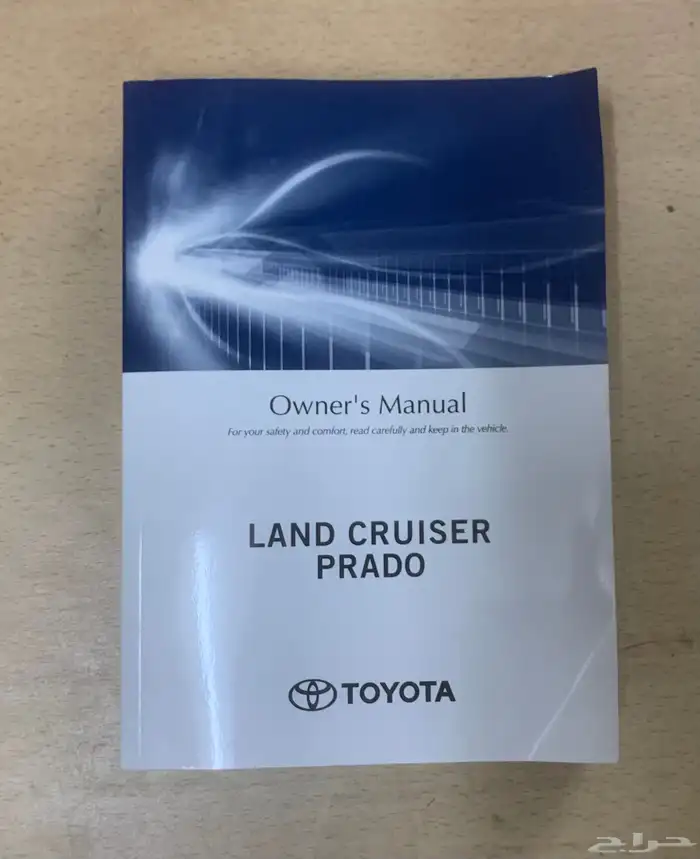 Owner's Manual
For your safety and comfort, read carefully and keep in the vehicle.
LAND CRUISER
PRADO
TOYOTA
حراج